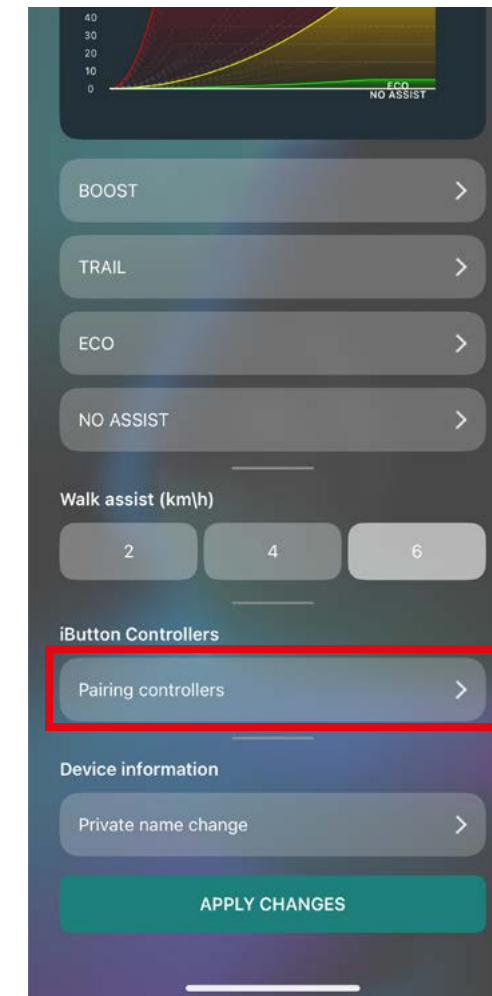 40
30
20
10
0
ECO
NO ASSIST
BOOST
TRAIL
ECO
NO ASSIST
Walk assist (km\h)
2 4 6
iButton Controllers
Pairing controllers
Device information
Private name change
APPLY CHANGES